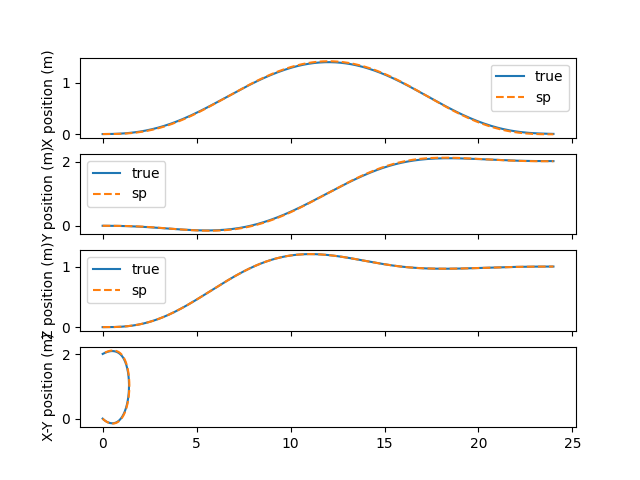 X position (m)
1
0
true
sp
Y position (m)
2
0
true
sp
Z position (m)
1
0
true
sp
X-Y position (m)
2
0
0
5
10
15
20
25